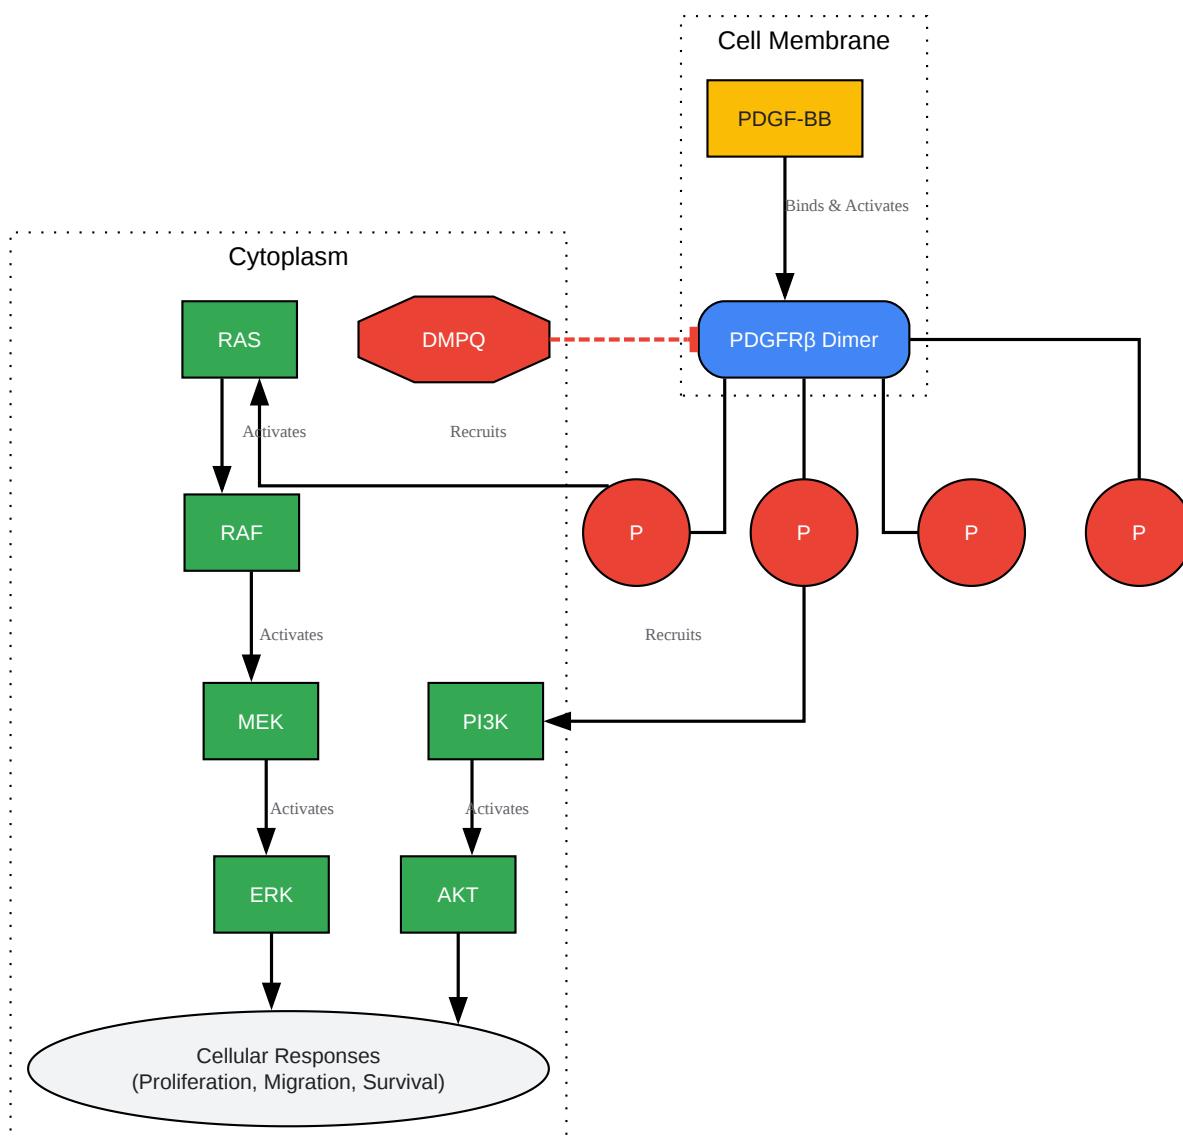 Cell Membrane
PDGF-BB
Binds & Activates
Cytoplasm
RAS
DMPQ
PDGFRβ Dimer
Activates
Recruits
RAF
P
P
P
P
Activates
Recruits
MEK
PI3K
Activates
Activates
ERK
AKT
Cellular Responses
(Proliferation, Migration, Survival)